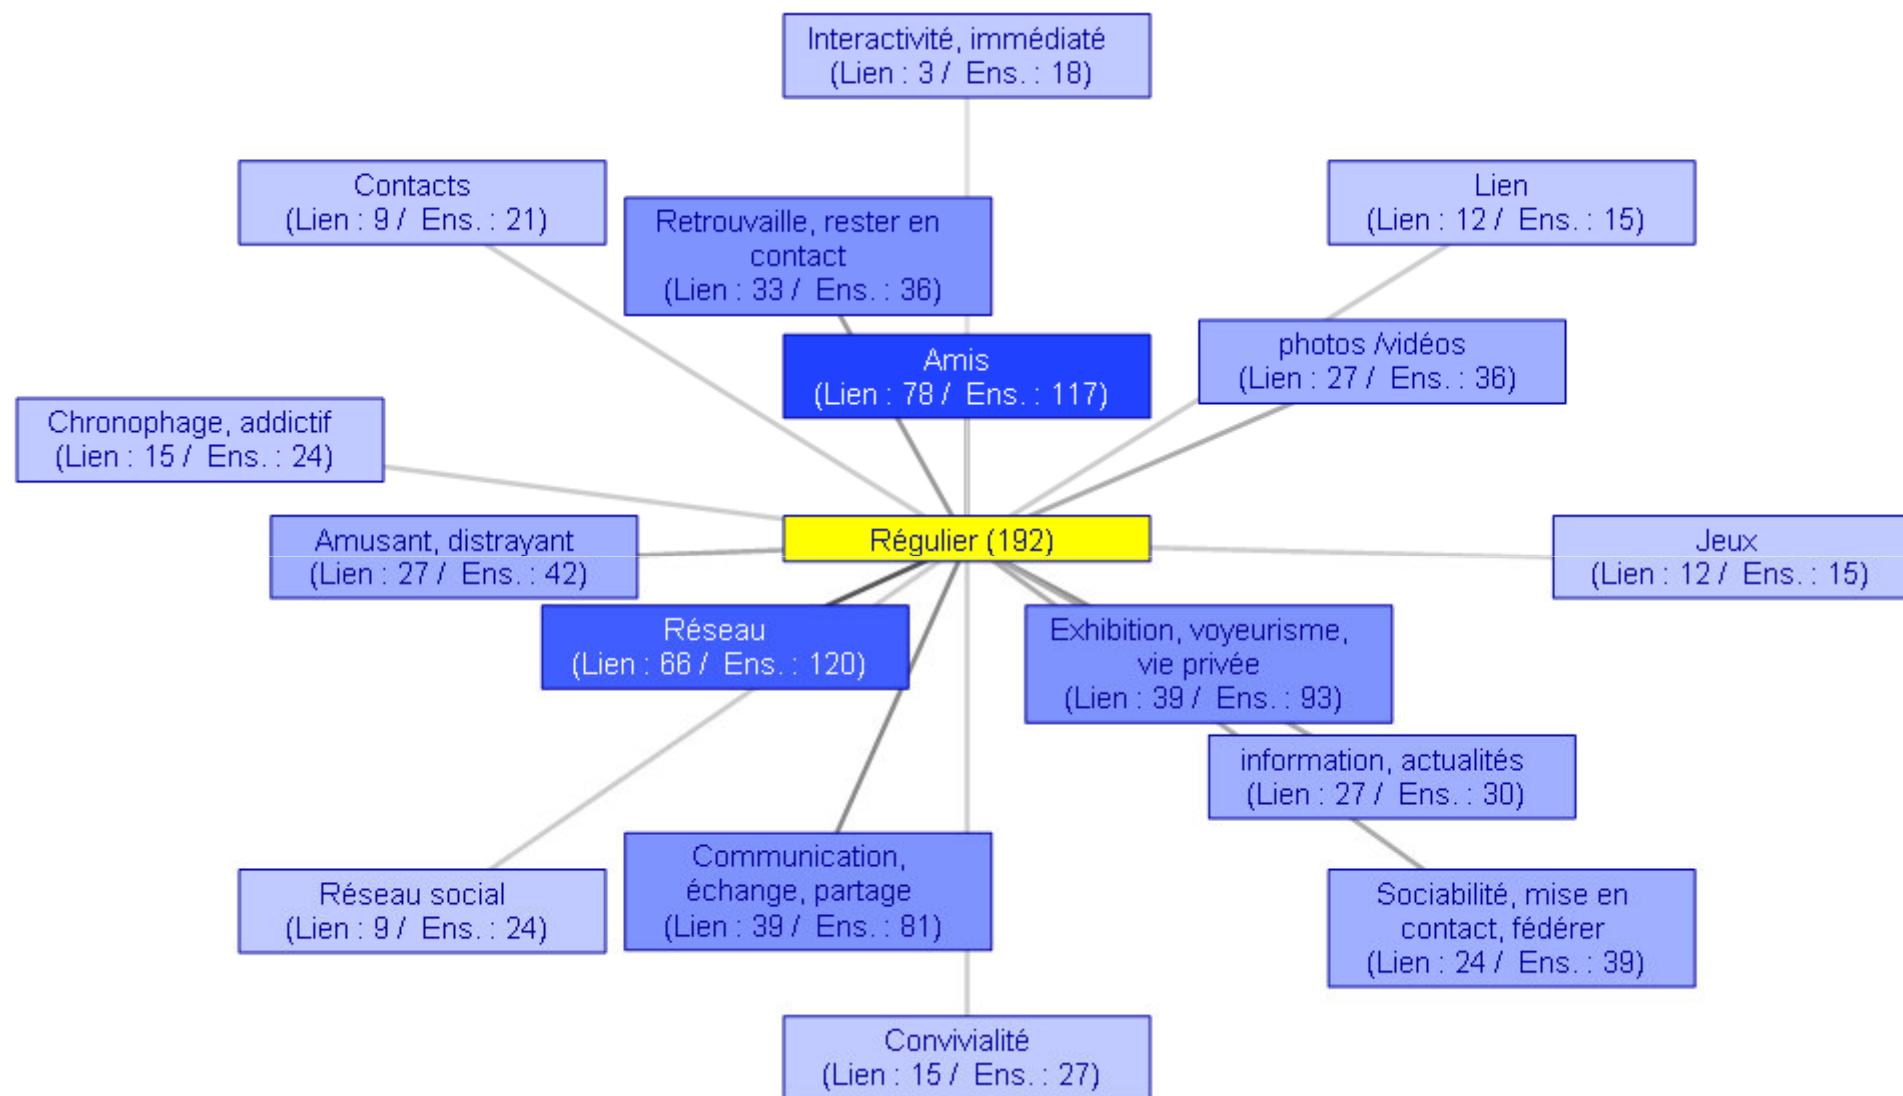 Interactivité, immédiaté
(Lien : 3 / Ens. : 18)
Contacts
(Lien : 9 / Ens. : 21)
Retrouvaille, rester en
contact
(Lien : 33 / Ens. : 36)
Lien
(Lien : 12 / Ens. : 15)
Amis
(Lien : 78 / Ens. : 117)
photos /vidéos
(Lien : 27 / Ens. : 36)
Chronophage, addictif
(Lien : 15 / Ens. : 24)
Amusant, distrayant
(Lien : 27 / Ens. : 42)
Régulier (192)
Jeux
(Lien : 12 / Ens. : 15)
Réseau
(Lien : 66 / Ens. : 120)
Exhibition, voyeurisme,
vie privée
(Lien : 39 / Ens. : 93)
information, actualités
(Lien : 27 / Ens. : 30)
Réseau social
(Lien : 9 / Ens. : 24)
Communication,
échange, partage
(Lien : 39 / Ens. : 81)
Sociabilité, mise en
contact, fédérer
(Lien : 24 / Ens. : 39)
Convivialité
(Lien : 15 / Ens. : 27)